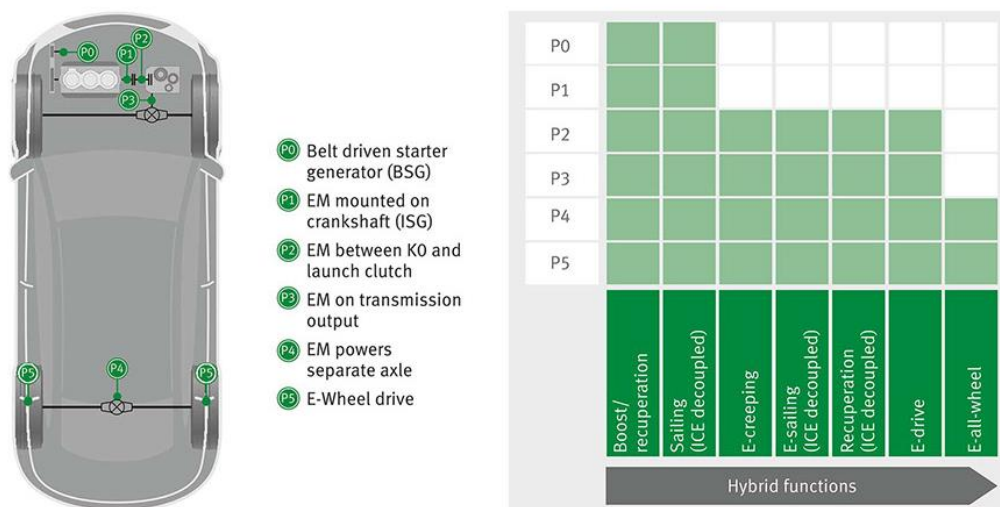 P2
P0
P1
P3
P5
P4
P5
P0 Belt driven starter
generator (BSG)
P1 EM mounted on
crankshaft (ISG)
P2 EM between K0 and
launch clutch
P3 EM on transmission
output
P4 EM powers
separate axle
P5 E-Wheel drive
P0
P1
P2
P3
P4
P5
Boost/
recuperation
Sailing
(ICE decoupled)
E-creeping
E-sailing
(ICE decoupled)
Recuperation
(ICE decoupled)
E-drive
E-all-wheel
Hybrid functions